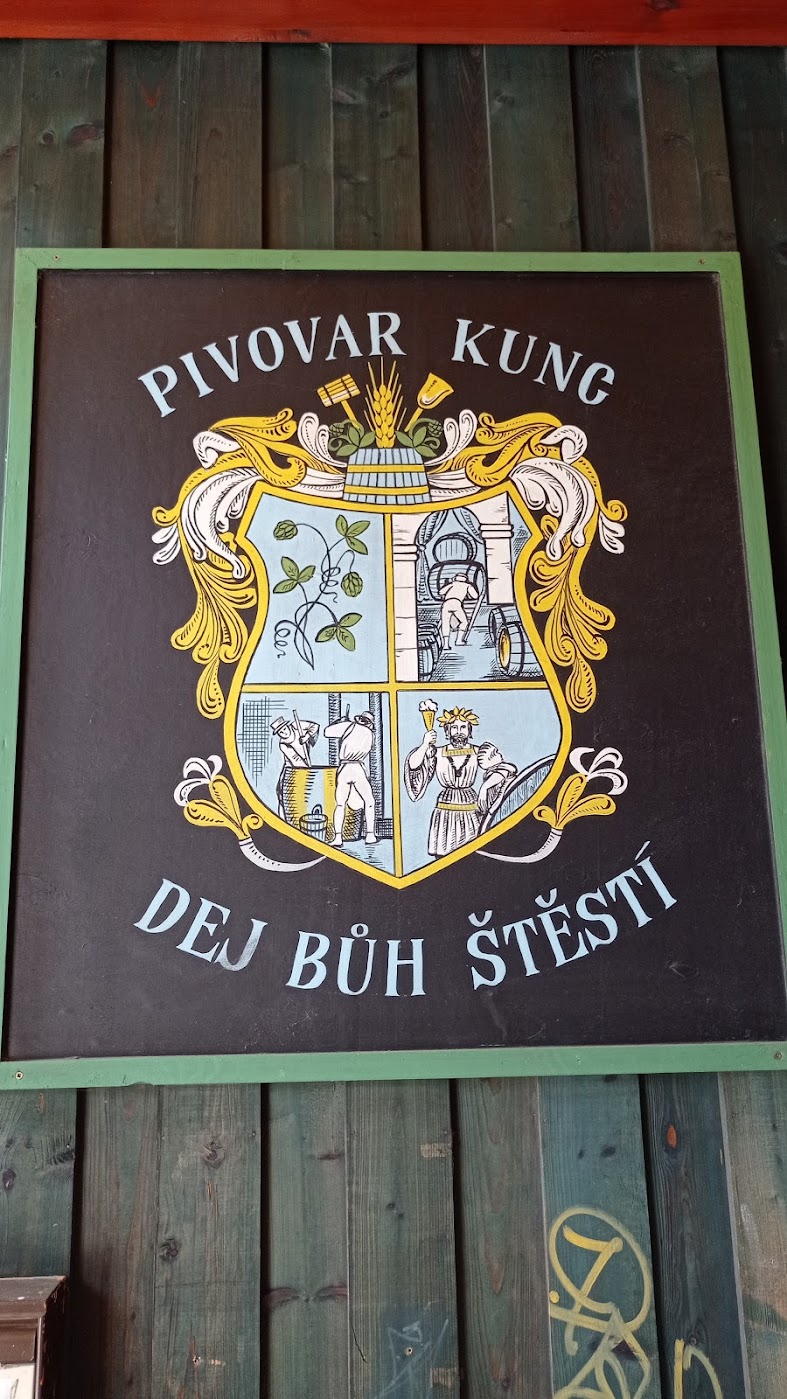 PIVOVAR KUNC
DEJ BŮH ŠTĚSTÍ